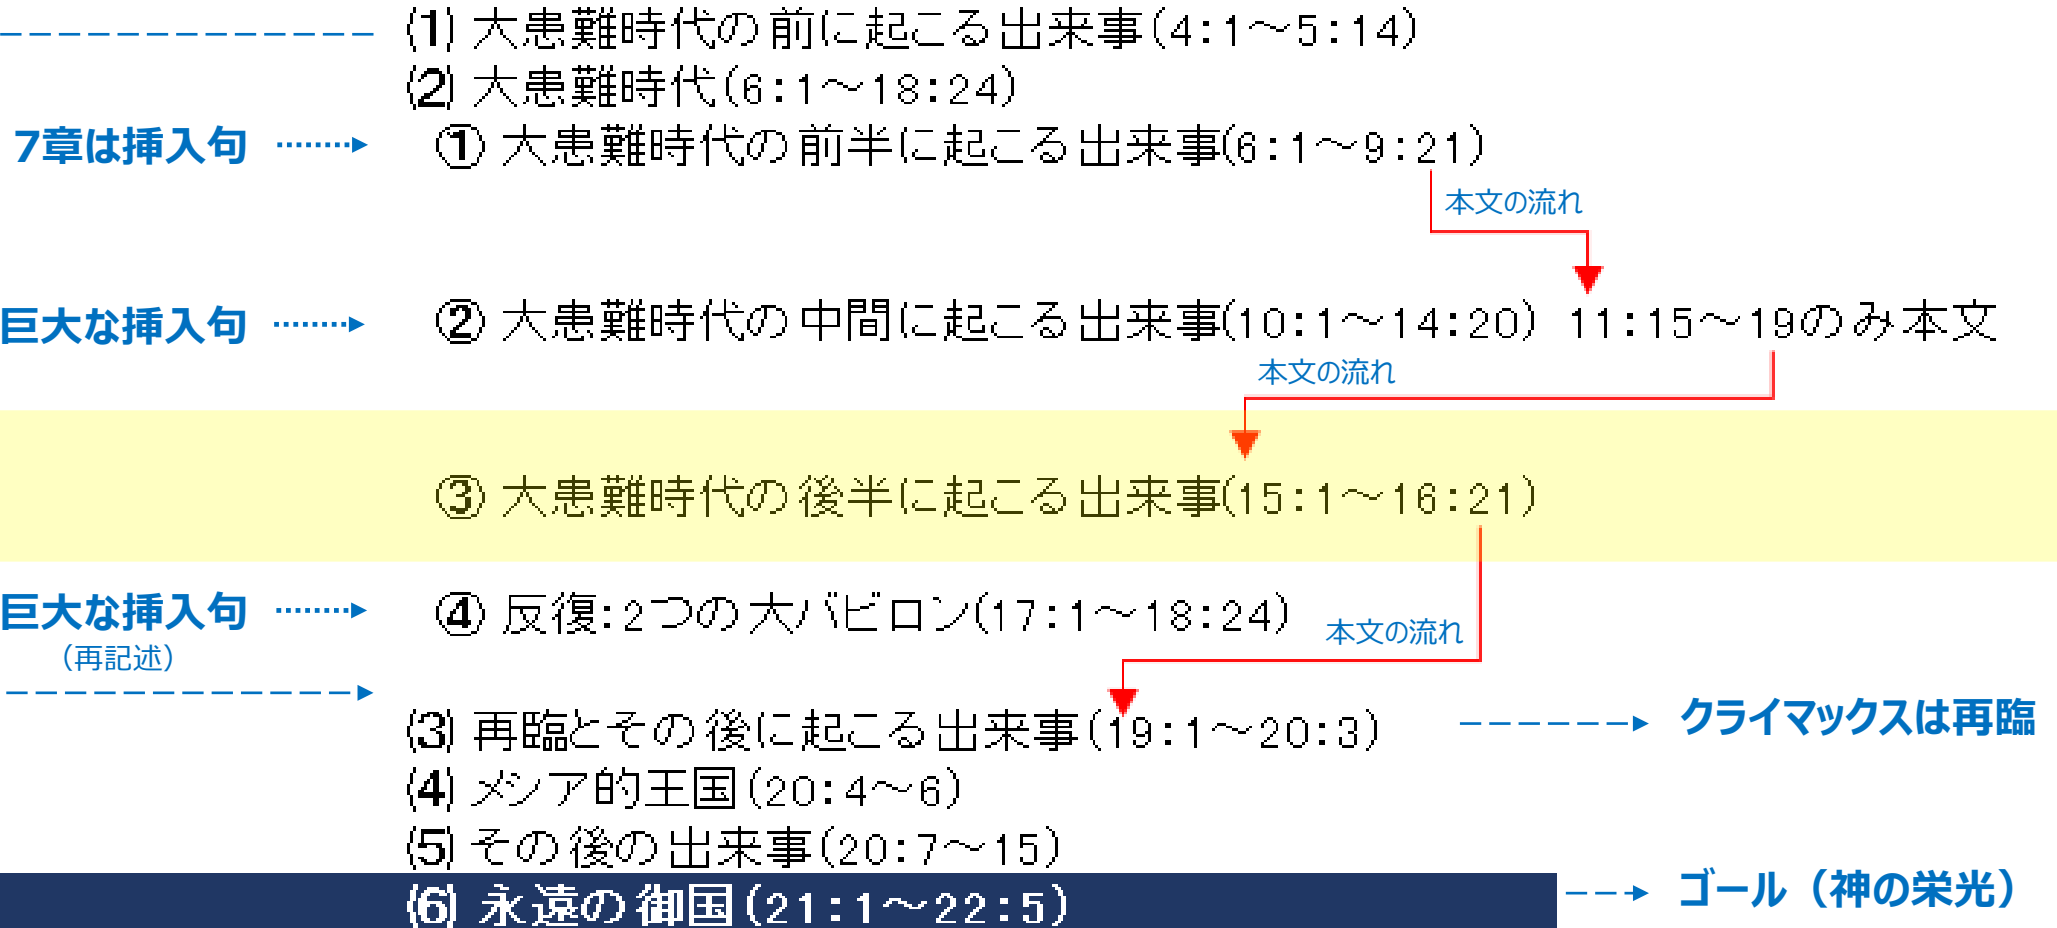 (1) 大患難時代の前に起こる出来事(4:1～5:14)
(2) 大患難時代(6:1～18:24)
7章は挿入句
① 大患難時代の前半に起こる出来事(6:1～9:21)
本文の流れ
巨大な挿入句
② 大患難時代の中間に起こる出来事(10:1～14:20) 11:15～19のみ本文
本文の流れ
③ 大患難時代の後半に起こる出来事(15:1～16:21)
巨大な挿入句
（再記述）
④ 反復:2つの大バビロン(17:1～18:24)
本文の流れ
(3) 再臨とその後に起こる出来事(19:1～20:3)
クライマックスは再臨
(4) メシア的王国(20:4～6)
(5) その後の出来事(20:7～15)
(6) 永遠の御国(21:1～22:5)
ゴール（神の栄光）